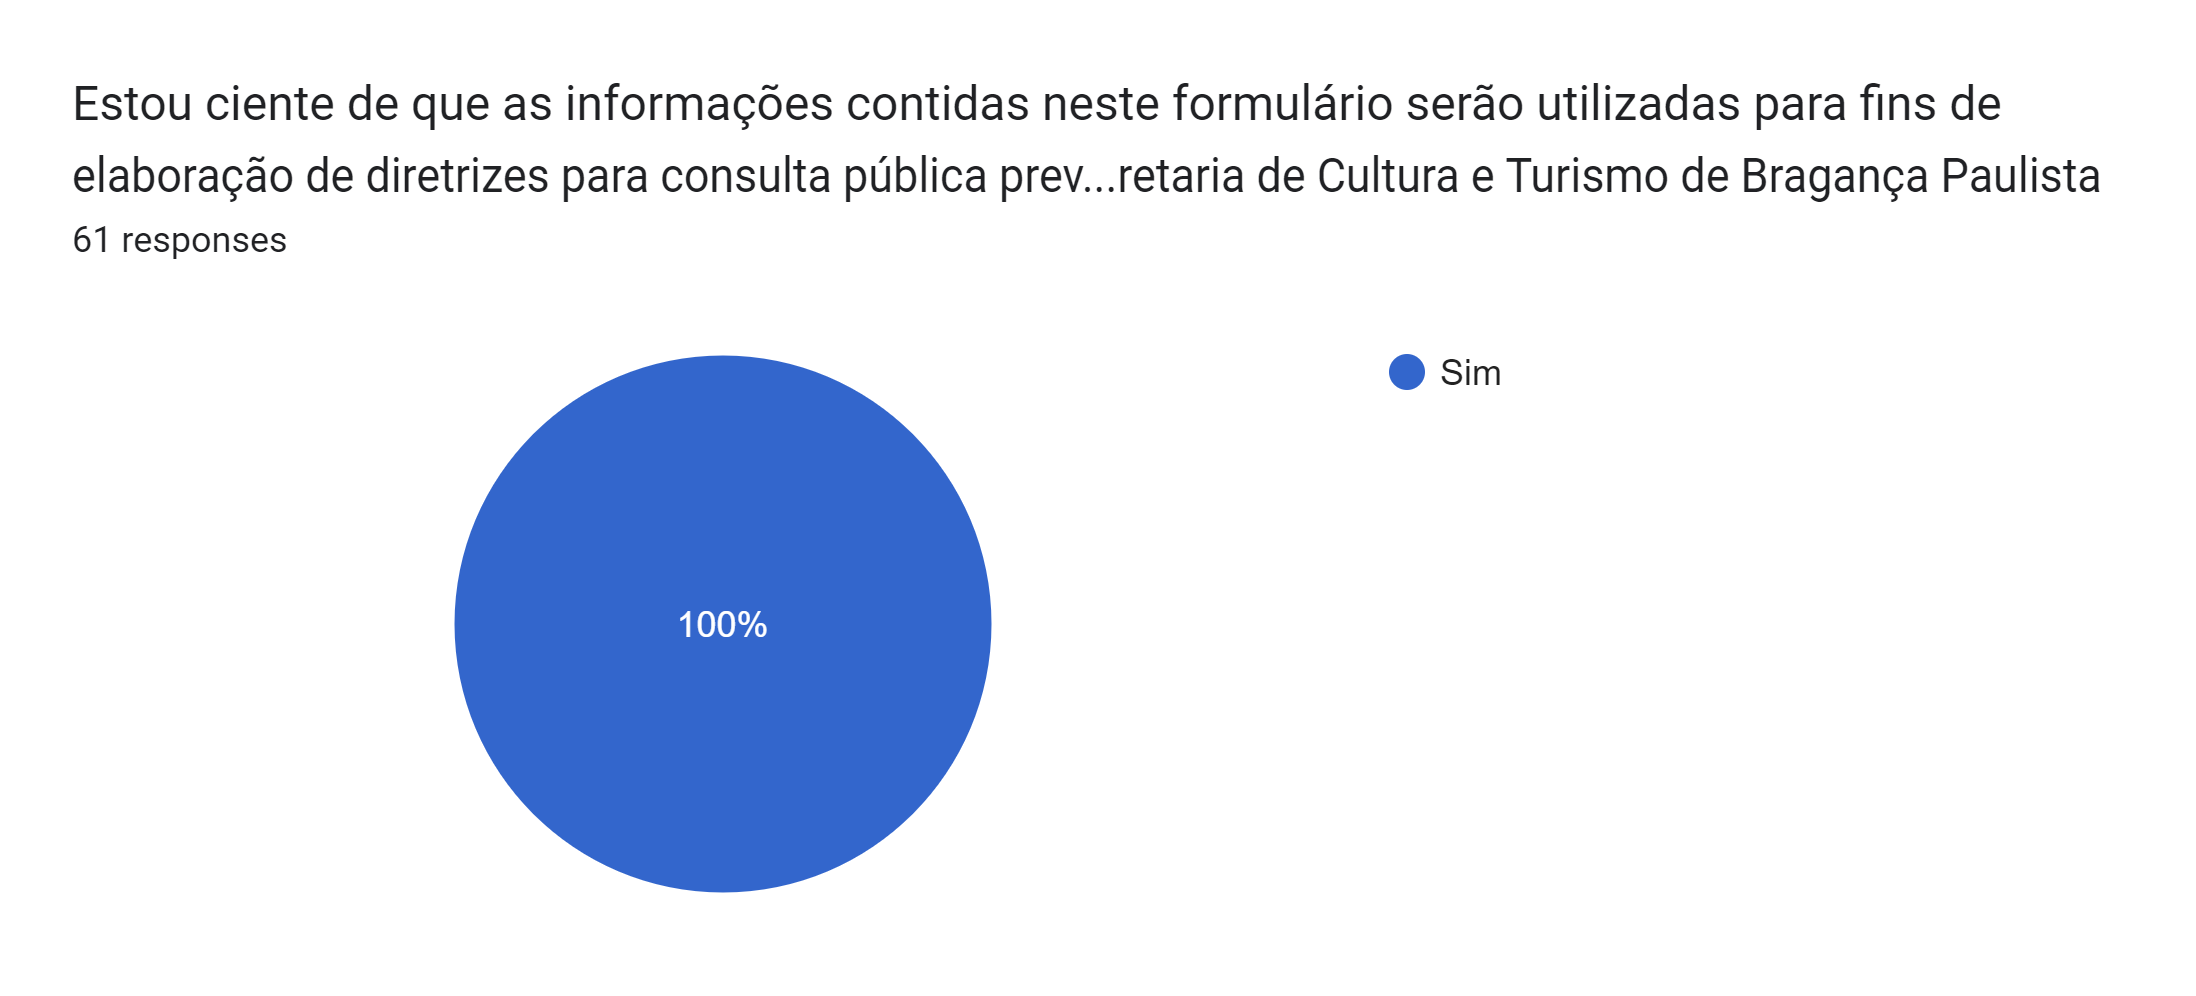 Estou ciente de que as informações contidas neste formulário serão utilizadas para fins de
elaboração de diretrizes para consulta pública prev...retaria de Cultura e Turismo de Bragança Paulista
61 responses
Sim
100%